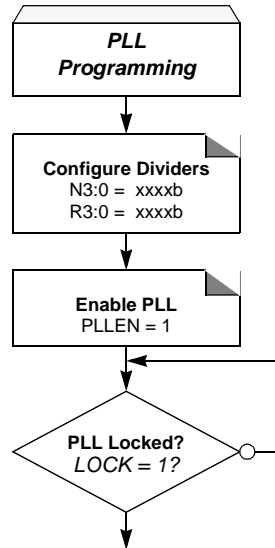 PLL
Programming
Configure Dividers
N3:0 = xxxxb
R3:0 = xxxxb
Enable PLL
PLLEN = 1
PLL Locked?
LOCK = 1?